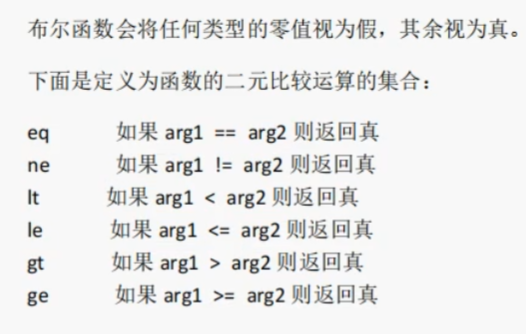 布尔函数会将任何类型的零值视为假，其余视为真。
下面是定义为函数的二元比较运算的集合：
eq 如果 arg1 == arg2 则返回真
ne 如果 arg1 != arg2 则返回真
lt 如果 arg1 < arg2 则返回真
le 如果 arg1 <= arg2 则返回真
gt 如果 arg1 > arg2 则返回真
ge 如果 arg1 >= arg2 则返回真